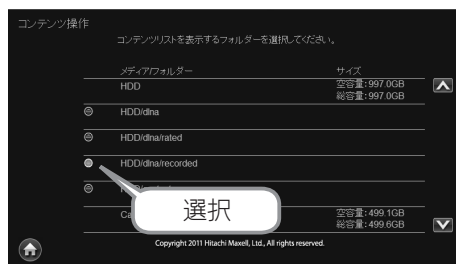 コンテンツ操作
コンテンツリストを表示するフォルダーを選択してください。
メディア/フォルダー サイズ
HDD 空容量:997.0GB
総容量:997.0GB
HDD/dlna
HDD/dlna/rated
HDD/dlna/recorded
選択
Ca 空容量:499.1GB
総容量:499.6GB
Copyright 2011 Hitachi Maxell, Ltd., All rights reserved.